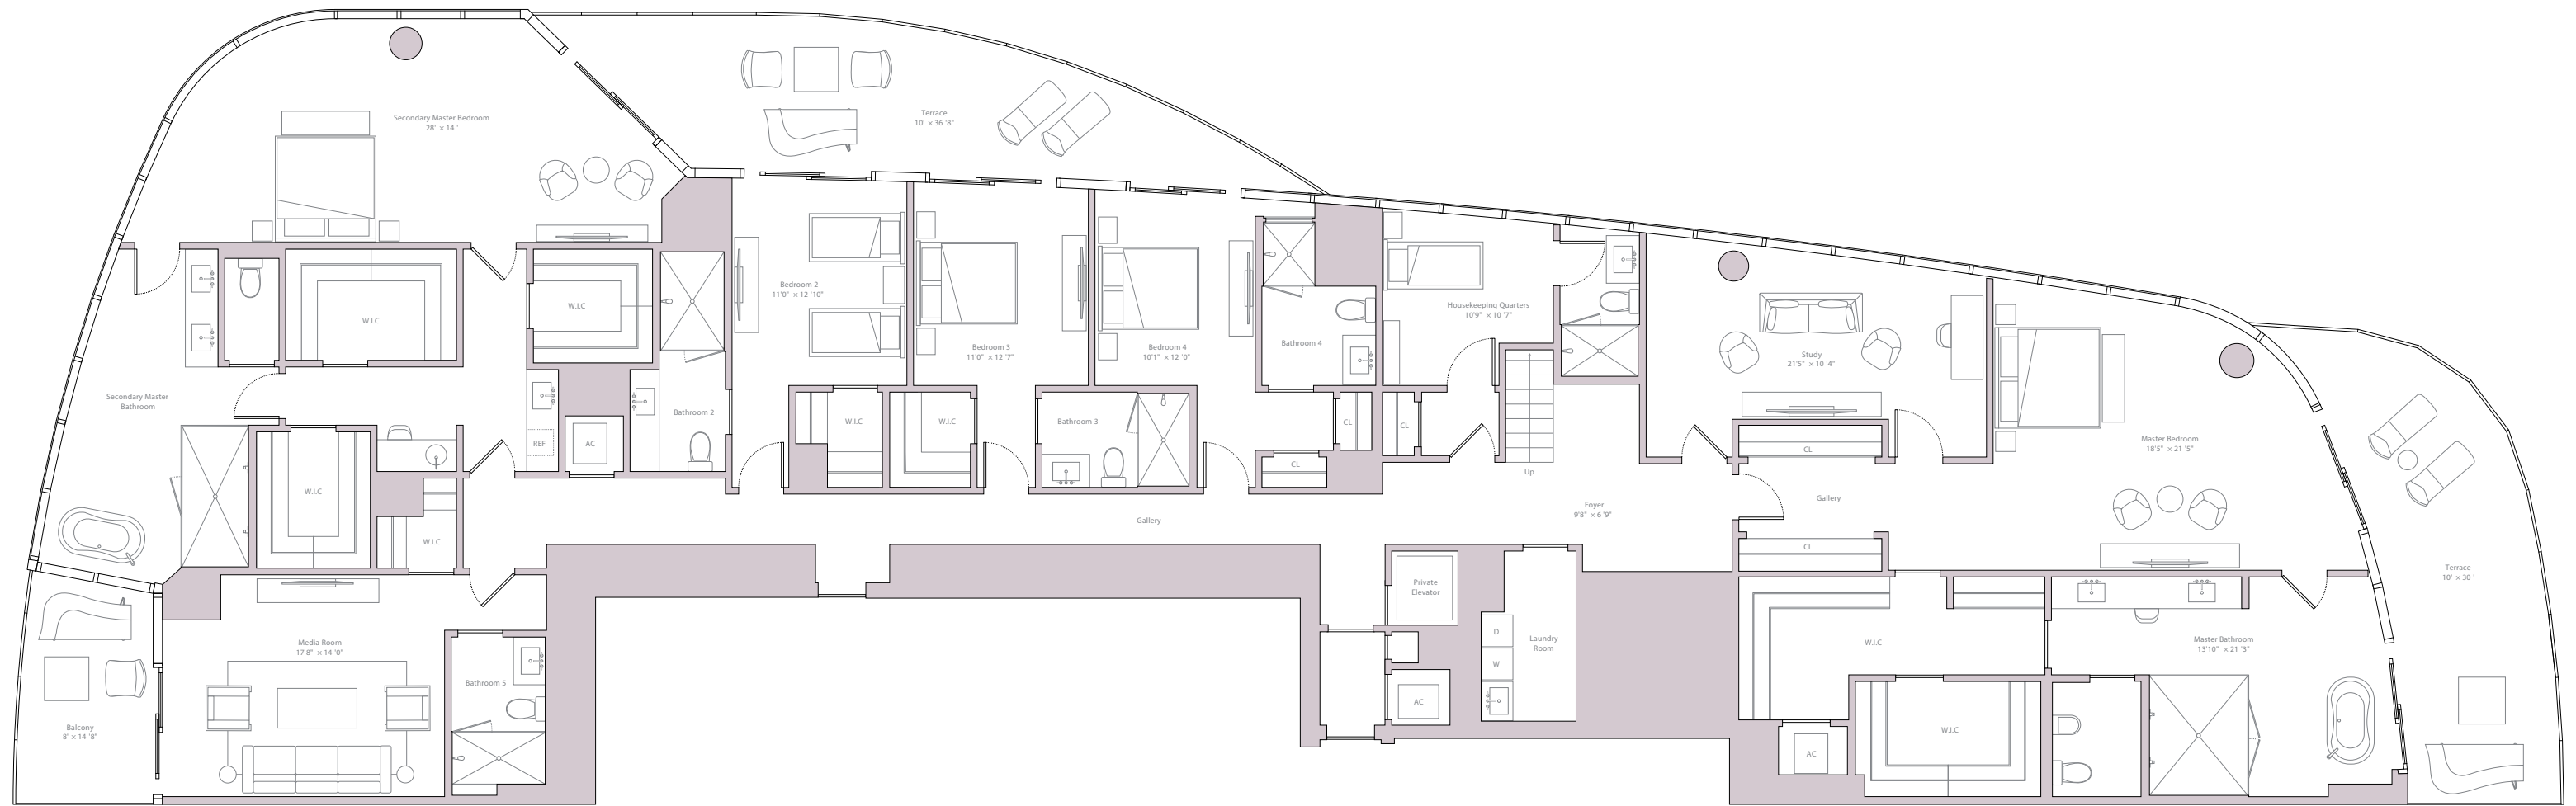 Secondary Master Bedroom
28' × 14 '
Terrace
10' × 36 '8"
W.I.C
W.I.C
Bedroom 2
11'0" × 12 '10"
Bedroom 3
11'0" × 12 '7"
Bedroom 4
10'1" × 12 '0"
Bathroom 4
Housekeeping Quarters
10'9" × 10 '7"
Study
21'5" × 10 '4"
Secondary Master
Bathroom
REF
AC
Bathroom 2
W.I.C
W.I.C
Bathroom 3
CL
CL
CL
Up
CL
Master Bedroom
18'5" × 21 '5"
W.I.C
W.I.C
Gallery
Foyer
9'8" × 6 '9"
Gallery
CL
Terrace
10' × 30 '
Media Room
17'8" × 14 '0"
Bathroom 5
Balcony
8' × 14 '8"
Private
Elevator
AC
D
W
Laundry
Room
W.I.C
Master Bathroom
13'10" × 21 '3"
W.I.C
AC